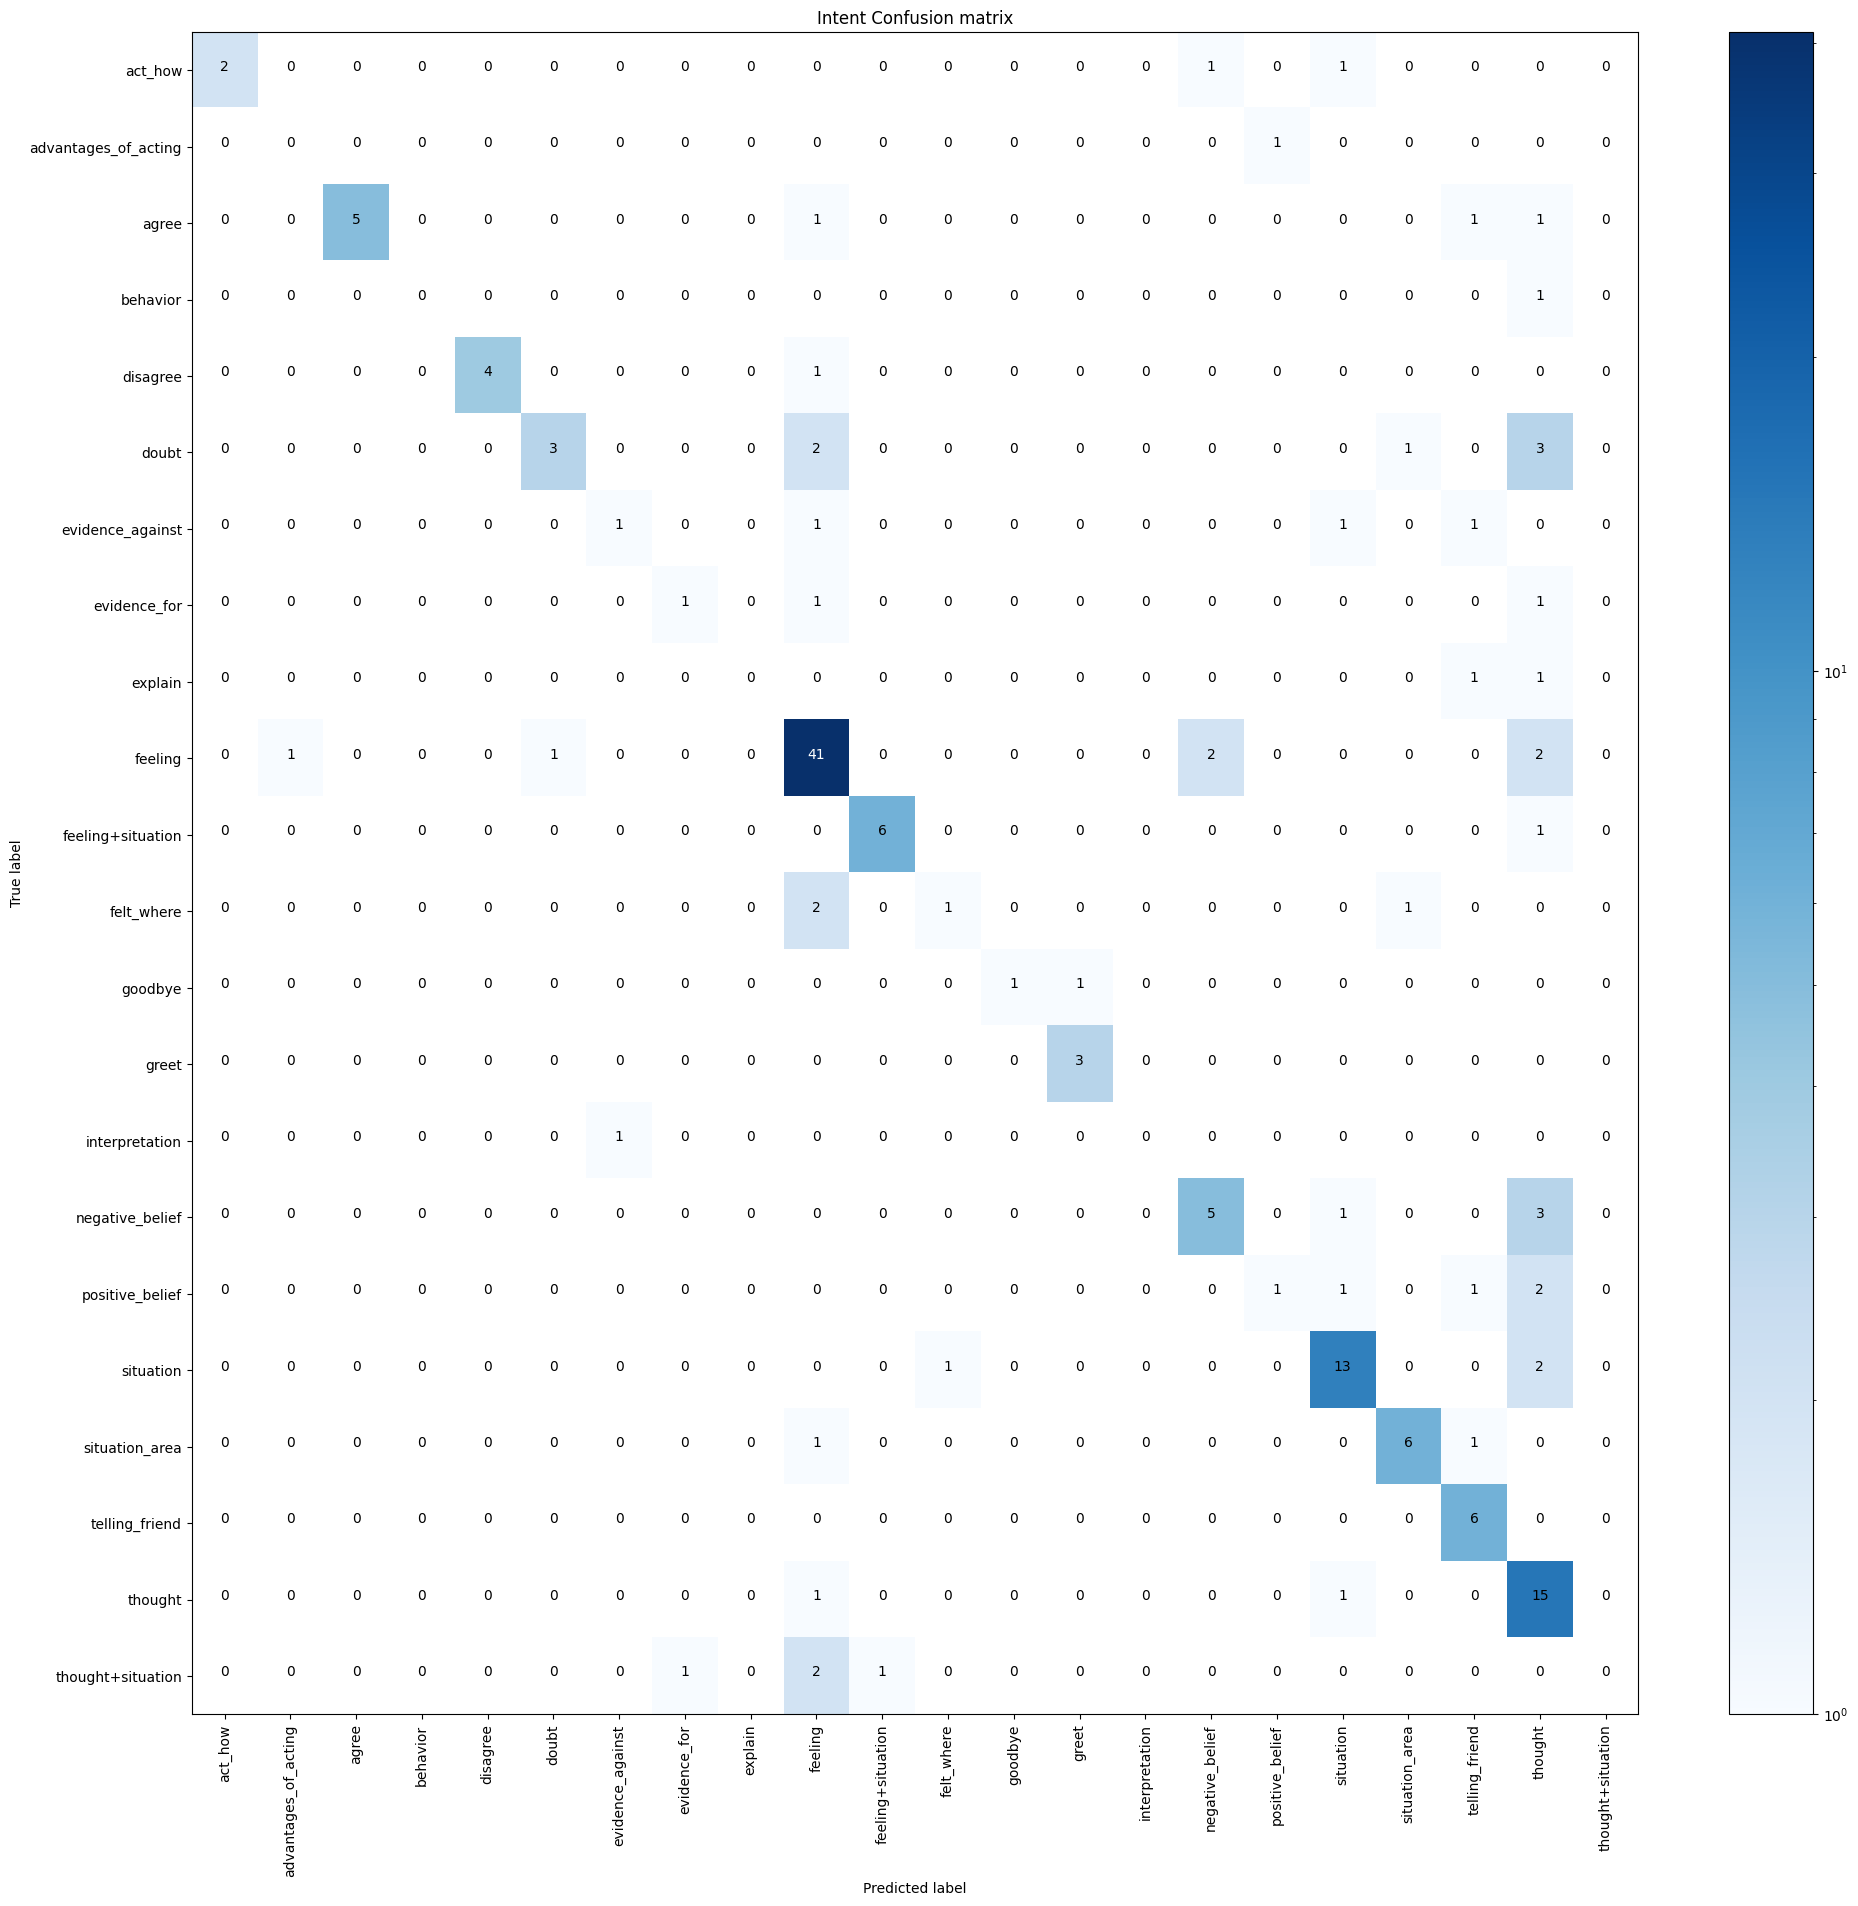 Intent Confusion matrix
act_how 2 0 0 0 0 0 0 0 0 0 0 0 0 0 0 1 0 1 0 0 0 0
advantages_of_acting 0 0 0 0 0 0 0 0 0 0 0 0 0 0 0 0 1 0 0 0 0 0
agree 0 0 5 0 0 0 0 0 0 1 0 0 0 0 0 0 0 0 0 1 1 0
behavior 0 0 0 0 0 0 0 0 0 0 0 0 0 0 0 0 0 0 0 0 1 0
disagree 0 0 0 0 4 0 0 0 0 1 0 0 0 0 0 0 0 0 0 0 0 0
doubt 0 0 0 0 0 3 0 0 0 2 0 0 0 0 0 0 0 0 1 0 3 0
evidence_against 0 0 0 0 0 0 1 0 0 1 0 0 0 0 0 0 0 1 0 1 0 0
evidence_for 0 0 0 0 0 0 0 1 0 1 0 0 0 0 0 0 0 0 0 0 1 0
explain 0 0 0 0 0 0 0 0 0 0 0 0 0 0 0 0 0 0 0 1 1 0
10¹
feeling 0 1 0 0 0 1 0 0 0 41 0 0 0 0 0 2 0 0 0 0 2 0
feeling+situation 0 0 0 0 0 0 0 0 0 0 6 0 0 0 0 0 0 0 0 0 1 0
True label
felt_where 0 0 0 0 0 0 0 0 0 2 0 1 0 0 0 0 0 0 1 0 0 0
goodbye 0 0 0 0 0 0 0 0 0 0 0 0 1 1 0 0 0 0 0 0 0 0
greet 0 0 0 0 0 0 0 0 0 0 0 0 0 3 0 0 0 0 0 0 0 0
interpretation 0 0 0 0 0 0 1 0 0 0 0 0 0 0 0 0 0 0 0 0 0 0
negative_belief 0 0 0 0 0 0 0 0 0 0 0 0 0 0 0 5 0 1 0 0 3 0
positive_belief 0 0 0 0 0 0 0 0 0 0 0 0 0 0 0 0 1 1 0 1 2 0
situation 0 0 0 0 0 0 0 0 0 0 0 1 0 0 0 0 0 13 0 0 2 0
situation_area 0 0 0 0 0 0 0 0 0 1 0 0 0 0 0 0 0 0 6 1 0 0
telling_friend 0 0 0 0 0 0 0 0 0 0 0 0 0 0 0 0 0 0 0 6 0 0
thought 0 0 0 0 0 0 0 0 0 1 0 0 0 0 0 0 0 1 0 0 15 0
thought+situation 0 0 0 0 0 0 0 1 0 2 1 0 0 0 0 0 0 0 0 0 0 0
10⁰
act_how
advantages_of_acting
agree
behavior
disagree
doubt
evidence_against
evidence_for
explain
feeling
feeling+situation
felt_where
goodbye
greet
interpretation
negative_belief
positive_belief
situation
situation_area
telling_friend
thought
thought+situation
Predicted label